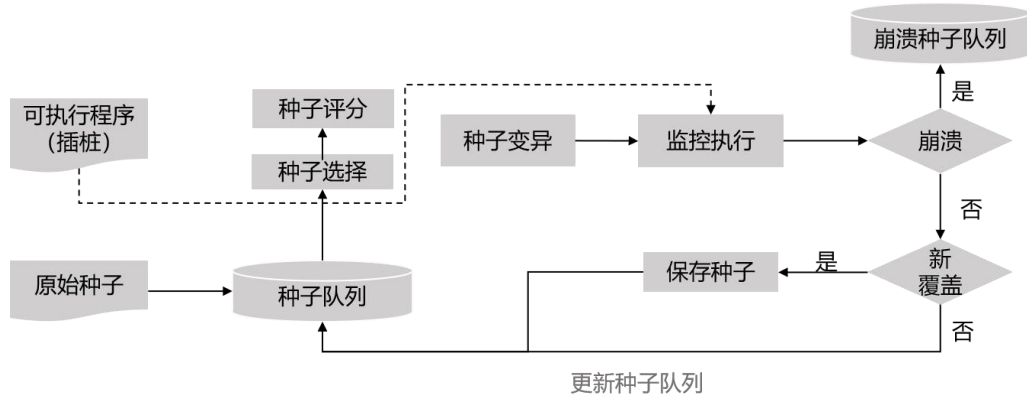 崩溃种子队列
是
可执行程序
（插桩）
种子评分
种子选择
种子变异
监控执行
崩溃
否
原始种子
种子队列
保存种子
是
新
覆盖
否
更新种子队列